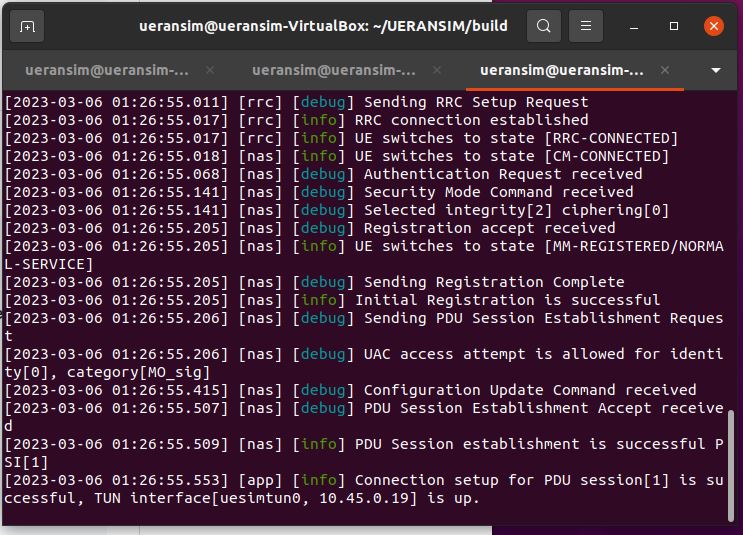 ueransim@ueransim-VirtualBox: ~/UERANSIM/build
ueransim@ueransim-... ueransim@ueransim-... ueransim@ueransim-...
[2023-03-06 01:26:55.011] [rrc] [debug] Sending RRC Setup Request
[2023-03-06 01:26:55.017] [rrc] [info] RRC connection established
[2023-03-06 01:26:55.017] [rrc] [info] UE switches to state [RRC-CONNECTED]
[2023-03-06 01:26:55.018] [nas] [info] UE switches to state [CM-CONNECTED]
[2023-03-06 01:26:55.068] [nas] [debug] Authentication Request received
[2023-03-06 01:26:55.141] [nas] [debug] Security Mode Command received
[2023-03-06 01:26:55.141] [nas] [debug] Selected integrity[2] ciphering[0]
[2023-03-06 01:26:55.205] [nas] [debug] Registration accept received
[2023-03-06 01:26:55.205] [nas] [info] UE switches to state [MM-REGISTERED/NORMA
L-SERVICE]
[2023-03-06 01:26:55.205] [nas] [debug] Sending Registration Complete
[2023-03-06 01:26:55.205] [nas] [info] Initial Registration is successful
[2023-03-06 01:26:55.206] [nas] [debug] Sending PDU Session Establishment Reques
t
[2023-03-06 01:26:55.206] [nas] [debug] UAC access attempt is allowed for identi
ty[0], category[MO_sig]
[2023-03-06 01:26:55.415] [nas] [debug] Configuration Update Command received
[2023-03-06 01:26:55.507] [nas] [debug] PDU Session Establishment Accept receive
d
[2023-03-06 01:26:55.509] [nas] [info] PDU Session establishment is successful P
SI[1]
[2023-03-06 01:26:55.553] [app] [info] Connection setup for PDU session[1] is su
ccessful, TUN interface[uesimtun0, 10.45.0.19] is up.